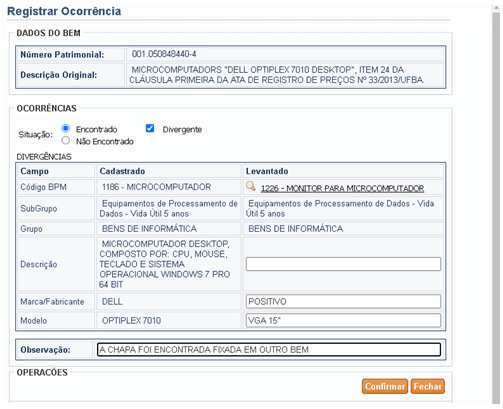 Registrar Ocorrência
DADOS DO BEM
Número Patrimonial: 001.050848440-4
Descrição Original: MICROCOMPUTADORS "DELL OPTIPLEX 7010 DESKTOP", ITEM 24 DA
CLÁUSULA PRIMEIRA DA ATA DE REGISTRO DE PREÇOS Nº 33/2013/UFBA.
OCORRÊNCIAS
Situação: Encontrado Divergente
Não Encontrado
DIVERGÊNCIAS
Campo Cadastrado Levantado
Código BPM 1186 - MICROCOMPUTADOR 1226 - MONITOR PARA MICROCOMPUTADOR
SubGrupo Equipamentos de Processamento de Dados - Vida Útil 5 anos Equipamentos de Processamento de Dados - Vida Útil 5 anos
Grupo BENS DE INFORMÁTICA BENS DE INFORMÁTICA
Descrição MICROCOMPUTADOR DESKTOP,
COMPOSTO POR: CPU, MOUSE,
TECLADO E SISTEMA
OPERACIONAL WINDOWS 7 PRO
64 BIT
Marca/Fabricante DELL POSITIVO
Modelo OPTIPLEX 7010 VGA 15"
Observação: A CHAPA FOI ENCONTRADA FIXADA EM OUTRO BEM
OPERAÇÕES
Confirmar Fechar